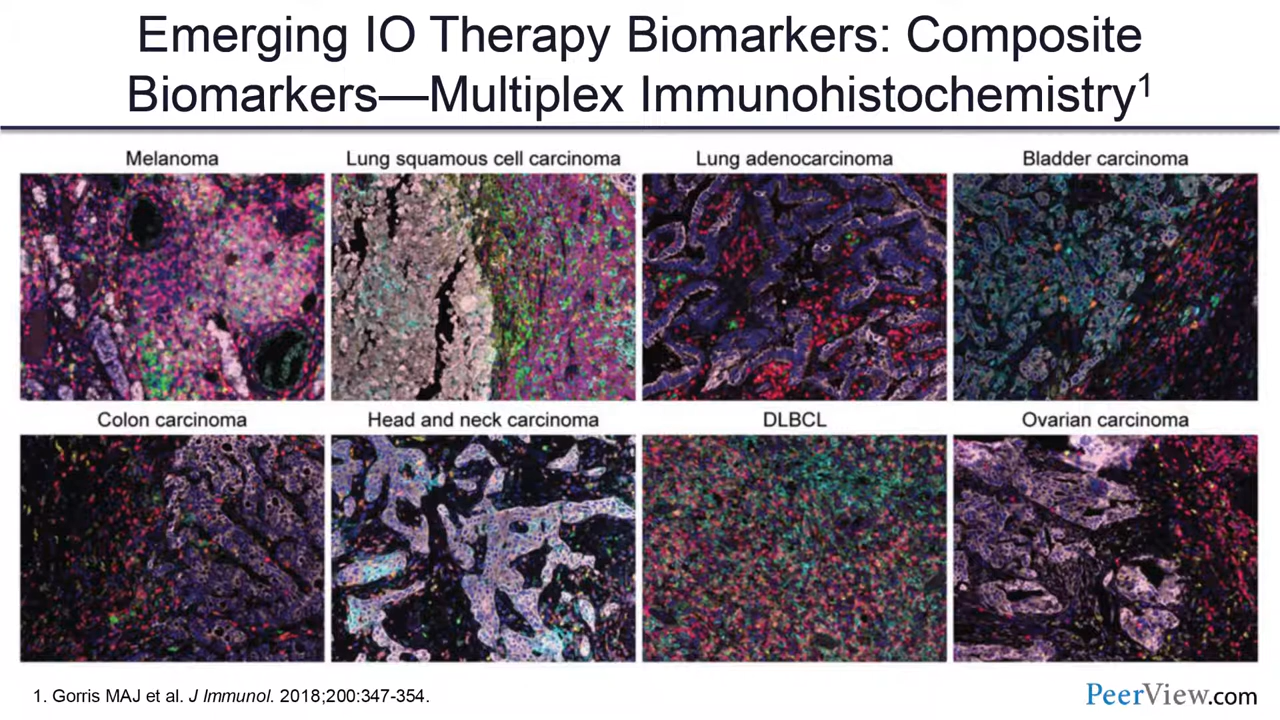 Emerging IO Therapy Biomarkers: Composite
Biomarkers—Multiplex Immunohistochemistry1
Melanoma
Lung squamous cell carcinoma
Lung adenocarcinoma
Bladder carcinoma
Colon carcinoma
Head and neck carcinoma
DLBCL
Ovarian carcinoma
1. Gorris MAJ et al. J Immunol. 2018;200:347-354.
PeerView.com